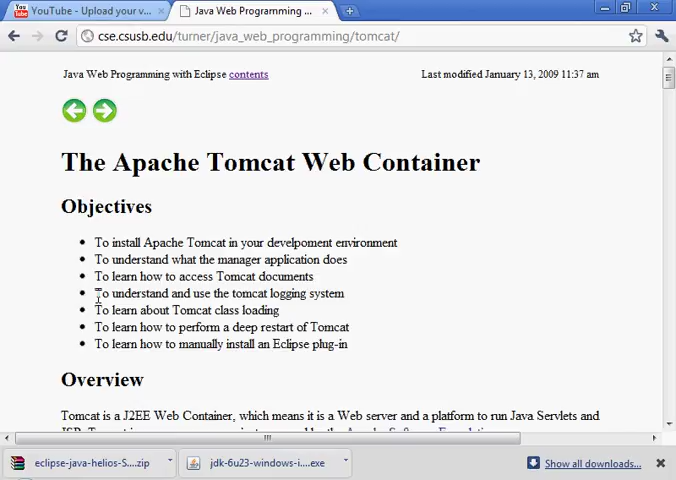 YouTube - Upload your v...
Java Web Programming ...
cse.csusb.edu/turner/java_web_programming/tomcat/
Java Web Programming with Eclipse contents
Last modified January 13, 2009 11:37 am
The Apache Tomcat Web Container
Objectives
To install Apache Tomcat in your develpoment environment
To understand what the manager application does
To learn how to access Tomcat documents
To understand and use the tomcat logging system
To learn about Tomcat class loading
To learn how to perform a deep restart of Tomcat
To learn how to manually install an Eclipse plug-in
Overview
Tomcat is a J2EE Web Container, which means it is a Web server and a platform to run Java Servlets and
eclipse-java-helios-S....zip
jdk-6u23-windows-i....exe
Show all downloads...